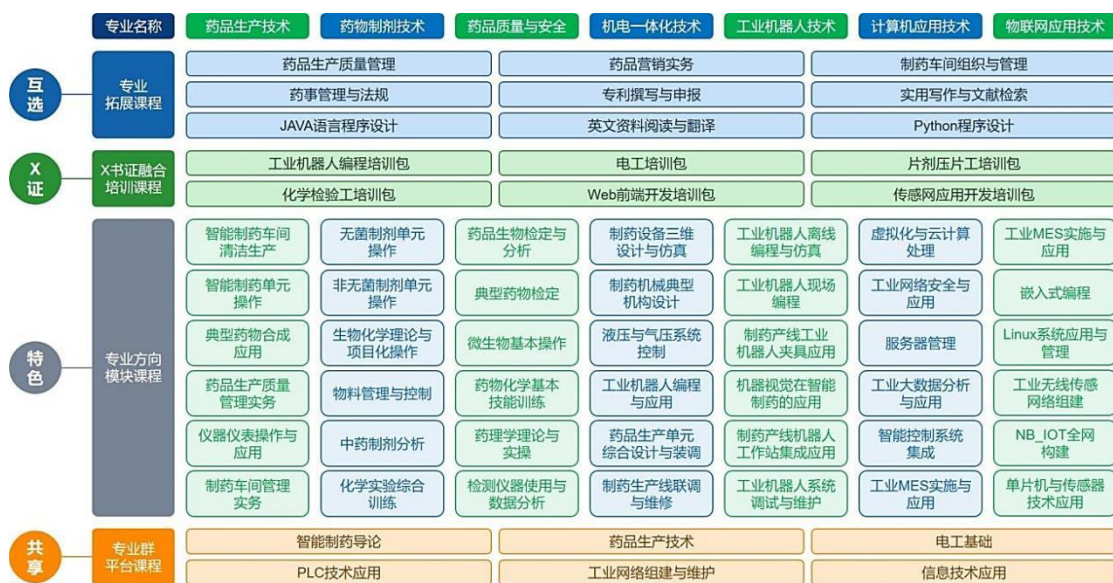 专业名称 药品生产技术 药物制剂技术 药品质量与安全 机电一体化技术 工业机器人技术 计算机应用技术 物联网应用技术
互选
专业
拓展课程
药品生产质量管理 药品营销实务 制药车间组织与管理
药事管理与法规 专利撰写与申报 实用写作与文献检索
JAVA语言程序设计 英文资料阅读与翻译 Python程序设计
X证
X书证融合
培训课程
工业机器人编程培训包 电工培训包 片剂压片工培训包
化学检验工培训包 Web前端开发培训包 传感网应用开发培训包
特色
专业方向
模块课程
智能制药车间 无菌制剂单元 药品生物检定与 制药设备三维 工业机器人离线 虚拟化与云计算 工业MES实施与
清洁生产 操作 分析 设计与仿真 编程与仿真 处理 应用
智能制药单元 非无菌制剂单元 典型药物检定 制药机械典型 工业机器人现场 工业网络安全与 嵌入式编程
操作 操作 机构设计 编程 应用
典型药物合成 生物化学理论与 微生物基本操作 液压与气压系统 制药产线工业 服务器管理 Linux系统应用与
应用 项目化操作 控制 机器人夹具应用 管理
药品生产质量 物料管理与控制 药物化学基本 工业机器人编程 机器视觉在智能 工业大数据分析 工业无线传感
管理实务 技能训练 与应用 制药的应用 与应用 网络组建
仪器仪表操作与 中药制剂分析 药理学理论与 药品生产单元 制药产线机器人 智能控制系统 NB_IOT全网
应用 实操 综合设计与装调 工作站集成应用 集成 构建
制药车间管理 化学实验综合 检测仪器使用与 制药生产线联调 工业机器人系统 工业MES实施与 单片机与传感器
实务 训练 数据分析 与维修 调试与维护 应用 技术应用
共享
专业群
平台课程
智能制药导论 药品生产技术 电工基础
PLC技术应用 工业网络组建与维护 信息技术应用